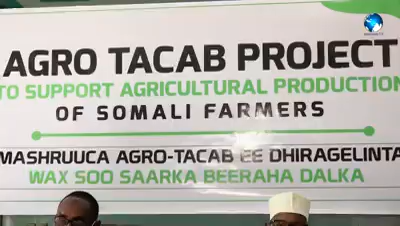 AGRO TACAB PROJECT
TO SUPPORT AGRICULTURAL PRODUCTION
OF SOMALI FARMERS
MASHRUUCA AGRO-TACAB EE DHIRAGELINTA
WAX SOO SAARKA BEERAHA DALKA